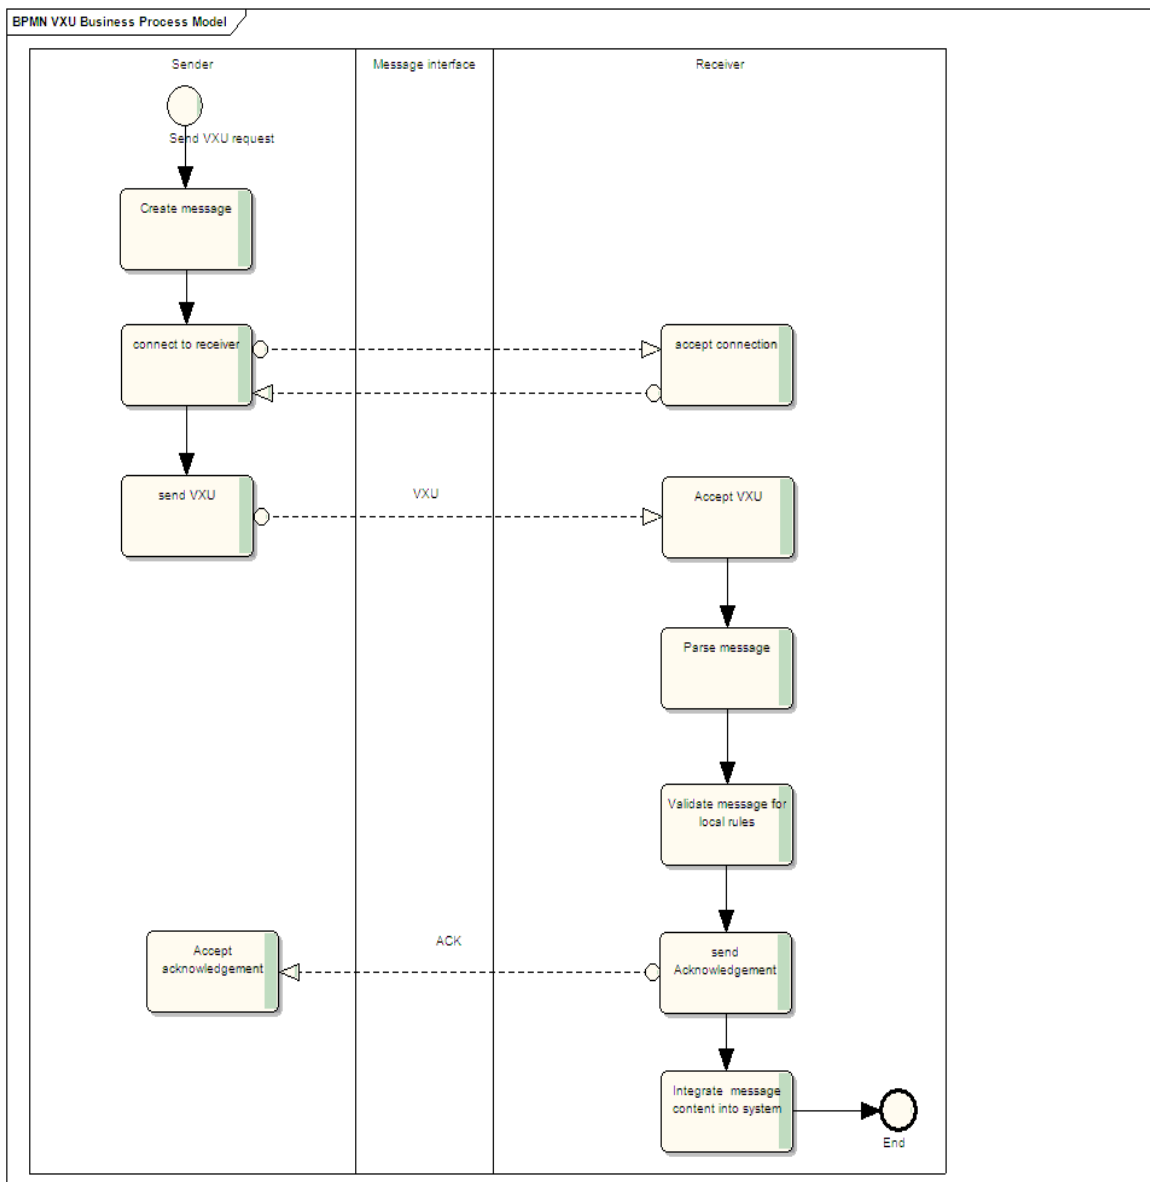 BPMN VXU Business Process Model
Sender
Message interface
Receiver
Send VXU request
Create message
connect to receiver
accept connection
send VXU
VXU
Accept VXU
Parse message
Validate message for
local rules
Accept
acknowledgement
ACK
send
Acknowledgement
Integrate message
content into system
End